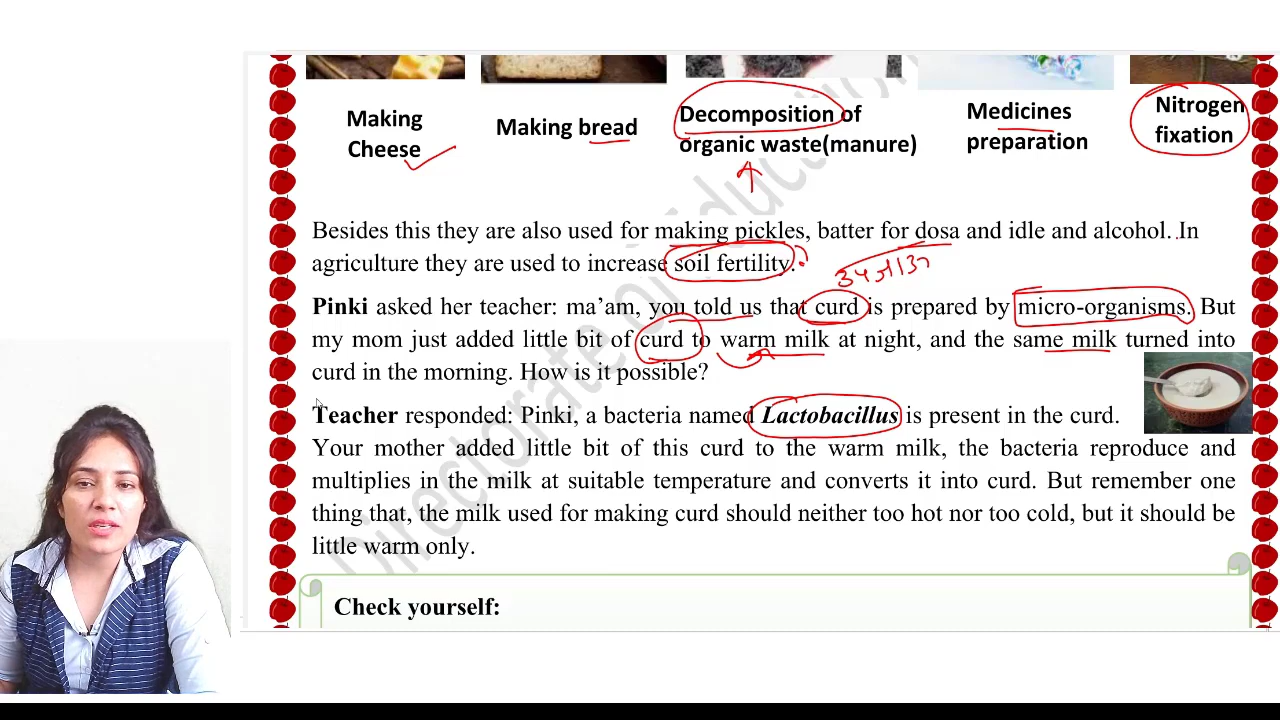 Making
Cheese
Making bread
Decomposition of
organic waste(manure)
Medicines
preparation
Nitrogen
fixation
Besides this they are also used for making pickles, batter for dosa and idle and alcohol. In
agriculture they are used to increase soil fertility.
Pinki asked her teacher: ma’am, you told us that curd is prepared by micro-organisms. But
my mom just added little bit of curd to warm milk at night, and the same milk turned into
curd in the morning. How is it possible?
Teacher responded: Pinki, a bacteria named Lactobacillus is present in the curd.
Your mother added little bit of this curd to the warm milk, the bacteria reproduce and
multiplies in the milk at suitable temperature and converts it into curd. But remember one
thing that, the milk used for making curd should neither too hot nor too cold, but it should be
little warm only.
Check yourself:
Directorate of Education